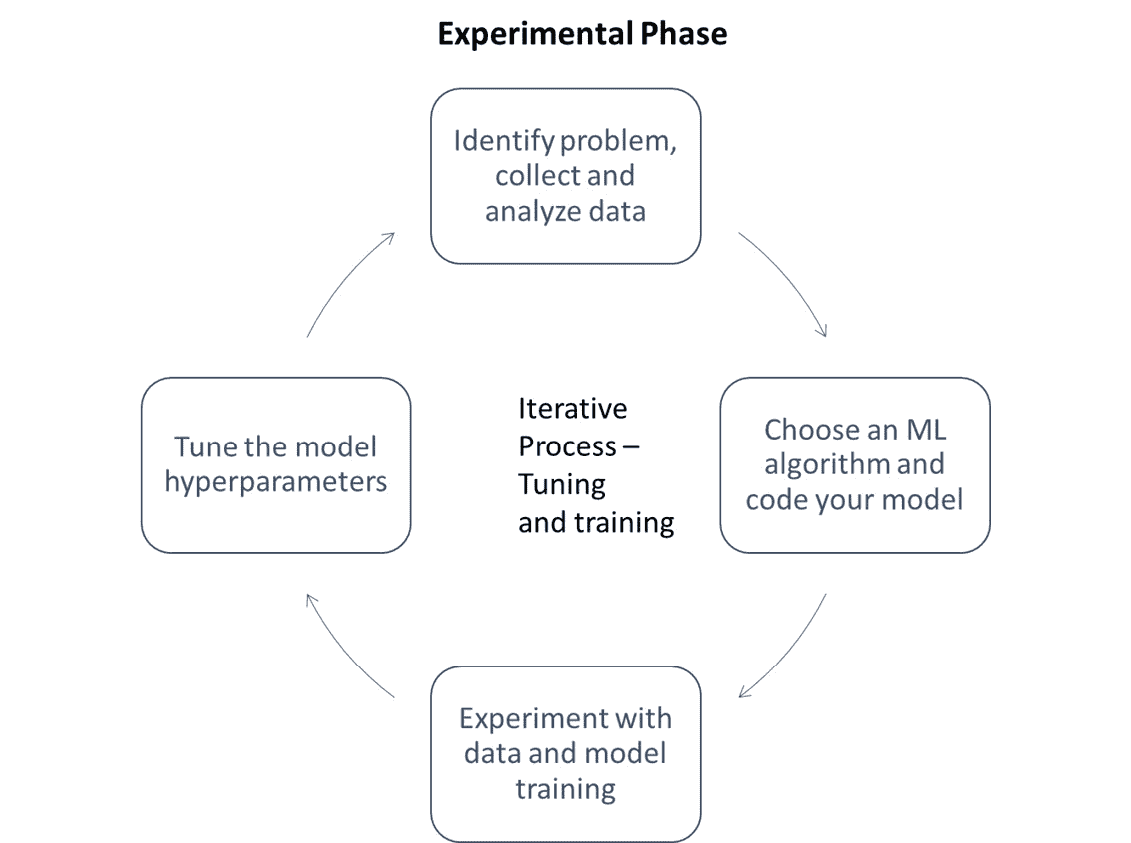 Experimental Phase
Identify problem,
collect and
analyze data
Tune the model
hyperparameters
Iterative
Process –
Tuning
and training
Choose an ML
algorithm and
code your model
Experiment with
data and model
training